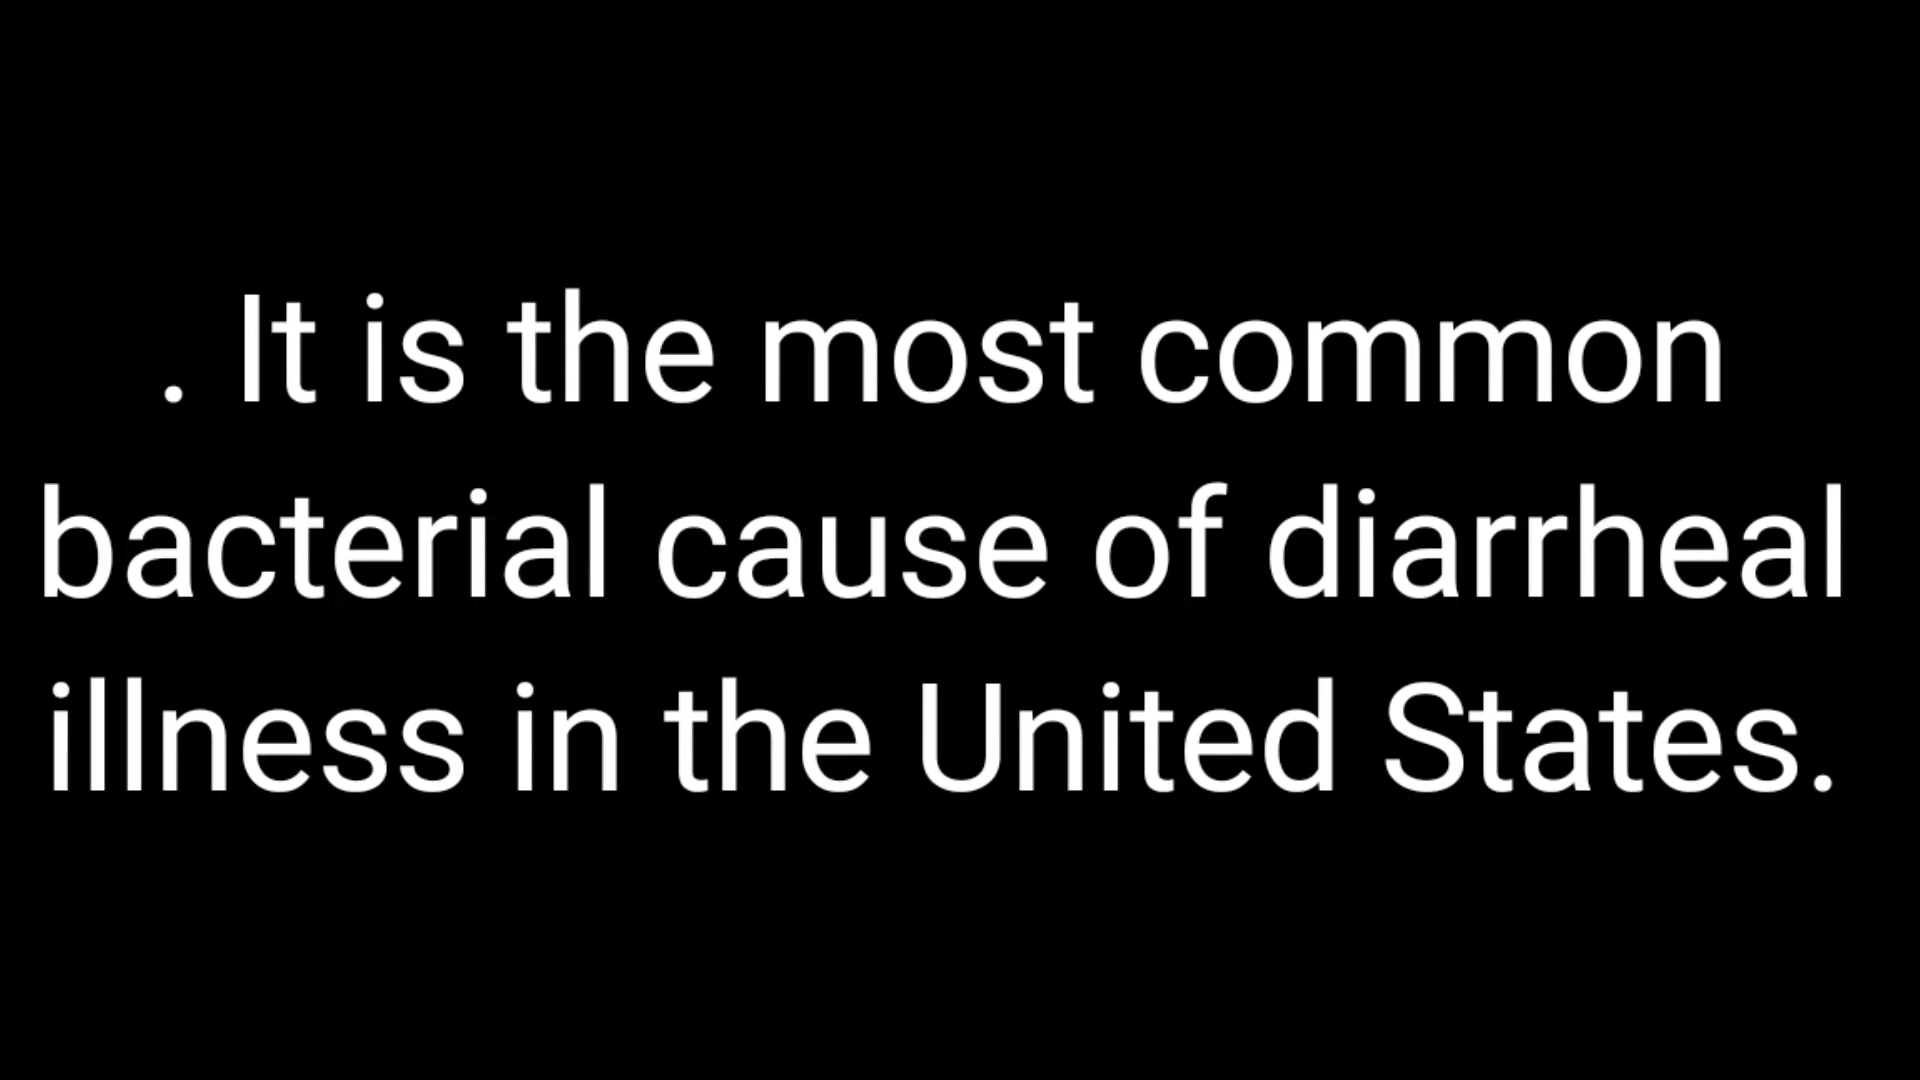 . It is the most common
bacterial cause of diarrheal
illness in the United States.